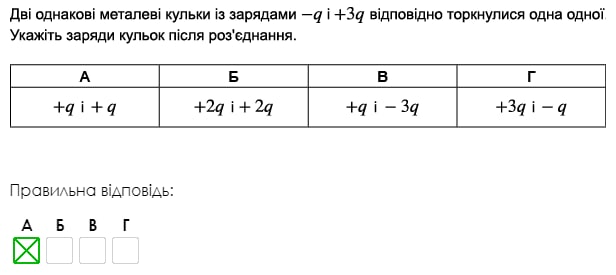 Дві однакові металеві кульки із зарядами −q і +3q відповідно торкнулися одна одної.
Укажіть заряди кульок після роз'єднання.
А Б В Г
+q і + q +2q і + 2q +q і − 3q +3q і − q
Правильна відповідь:
А Б В Г